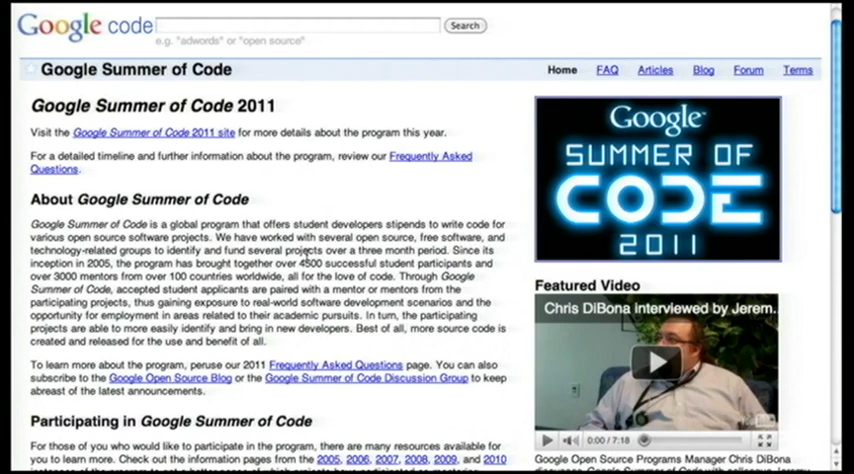 Google code Search
e.g. "adwords" or "open source"
Google Summer of Code Home FAQ Articles Blog Forum Terms
Google Summer of Code 2011
Visit the Google Summer of Code 2011 site for more details about the program this year.
For a detailed timeline and further information about the program, review our Frequently Asked
Questions.
About Google Summer of Code
Google Summer of Code is a global program that offers student developers stipends to write code for
various open source software projects. We have worked with several open source, free software, and
technology-related groups to identify and fund several projects over a three month period. Since its
inception in 2005, the program has brought together over 4500 successful student participants and
over 3000 mentors from over 100 countries worldwide, all for the love of code. Through Google
Summer of Code, accepted student applicants are paired with a mentor or mentors from the
participating projects, thus gaining exposure to real-world software development scenarios and the
opportunity for employment in areas related to their academic pursuits. In turn, the participating
projects are able to more easily identify and bring in new developers. Best of all, more source code is
created and released for the use and benefit of all.
To learn more about the program, peruse our 2011 Frequently Asked Questions page. You can also
subscribe to the Google Open Source Blog or the Google Summer of Code Discussion Group to keep
abreast of the latest announcements.
Participating in Google Summer of Code
For those of you who would like to participate in the program, there are many resources available for
you to learn more. Check out the information pages from the 2005, 2006, 2007, 2008, 2009, and 2010
Google
SUMMER OF
CODE
2011
Featured Video
Chris DiBona interviewed by Jerem...
0:00 / 7:18
Google Open Source Programs Manager Chris DiBona